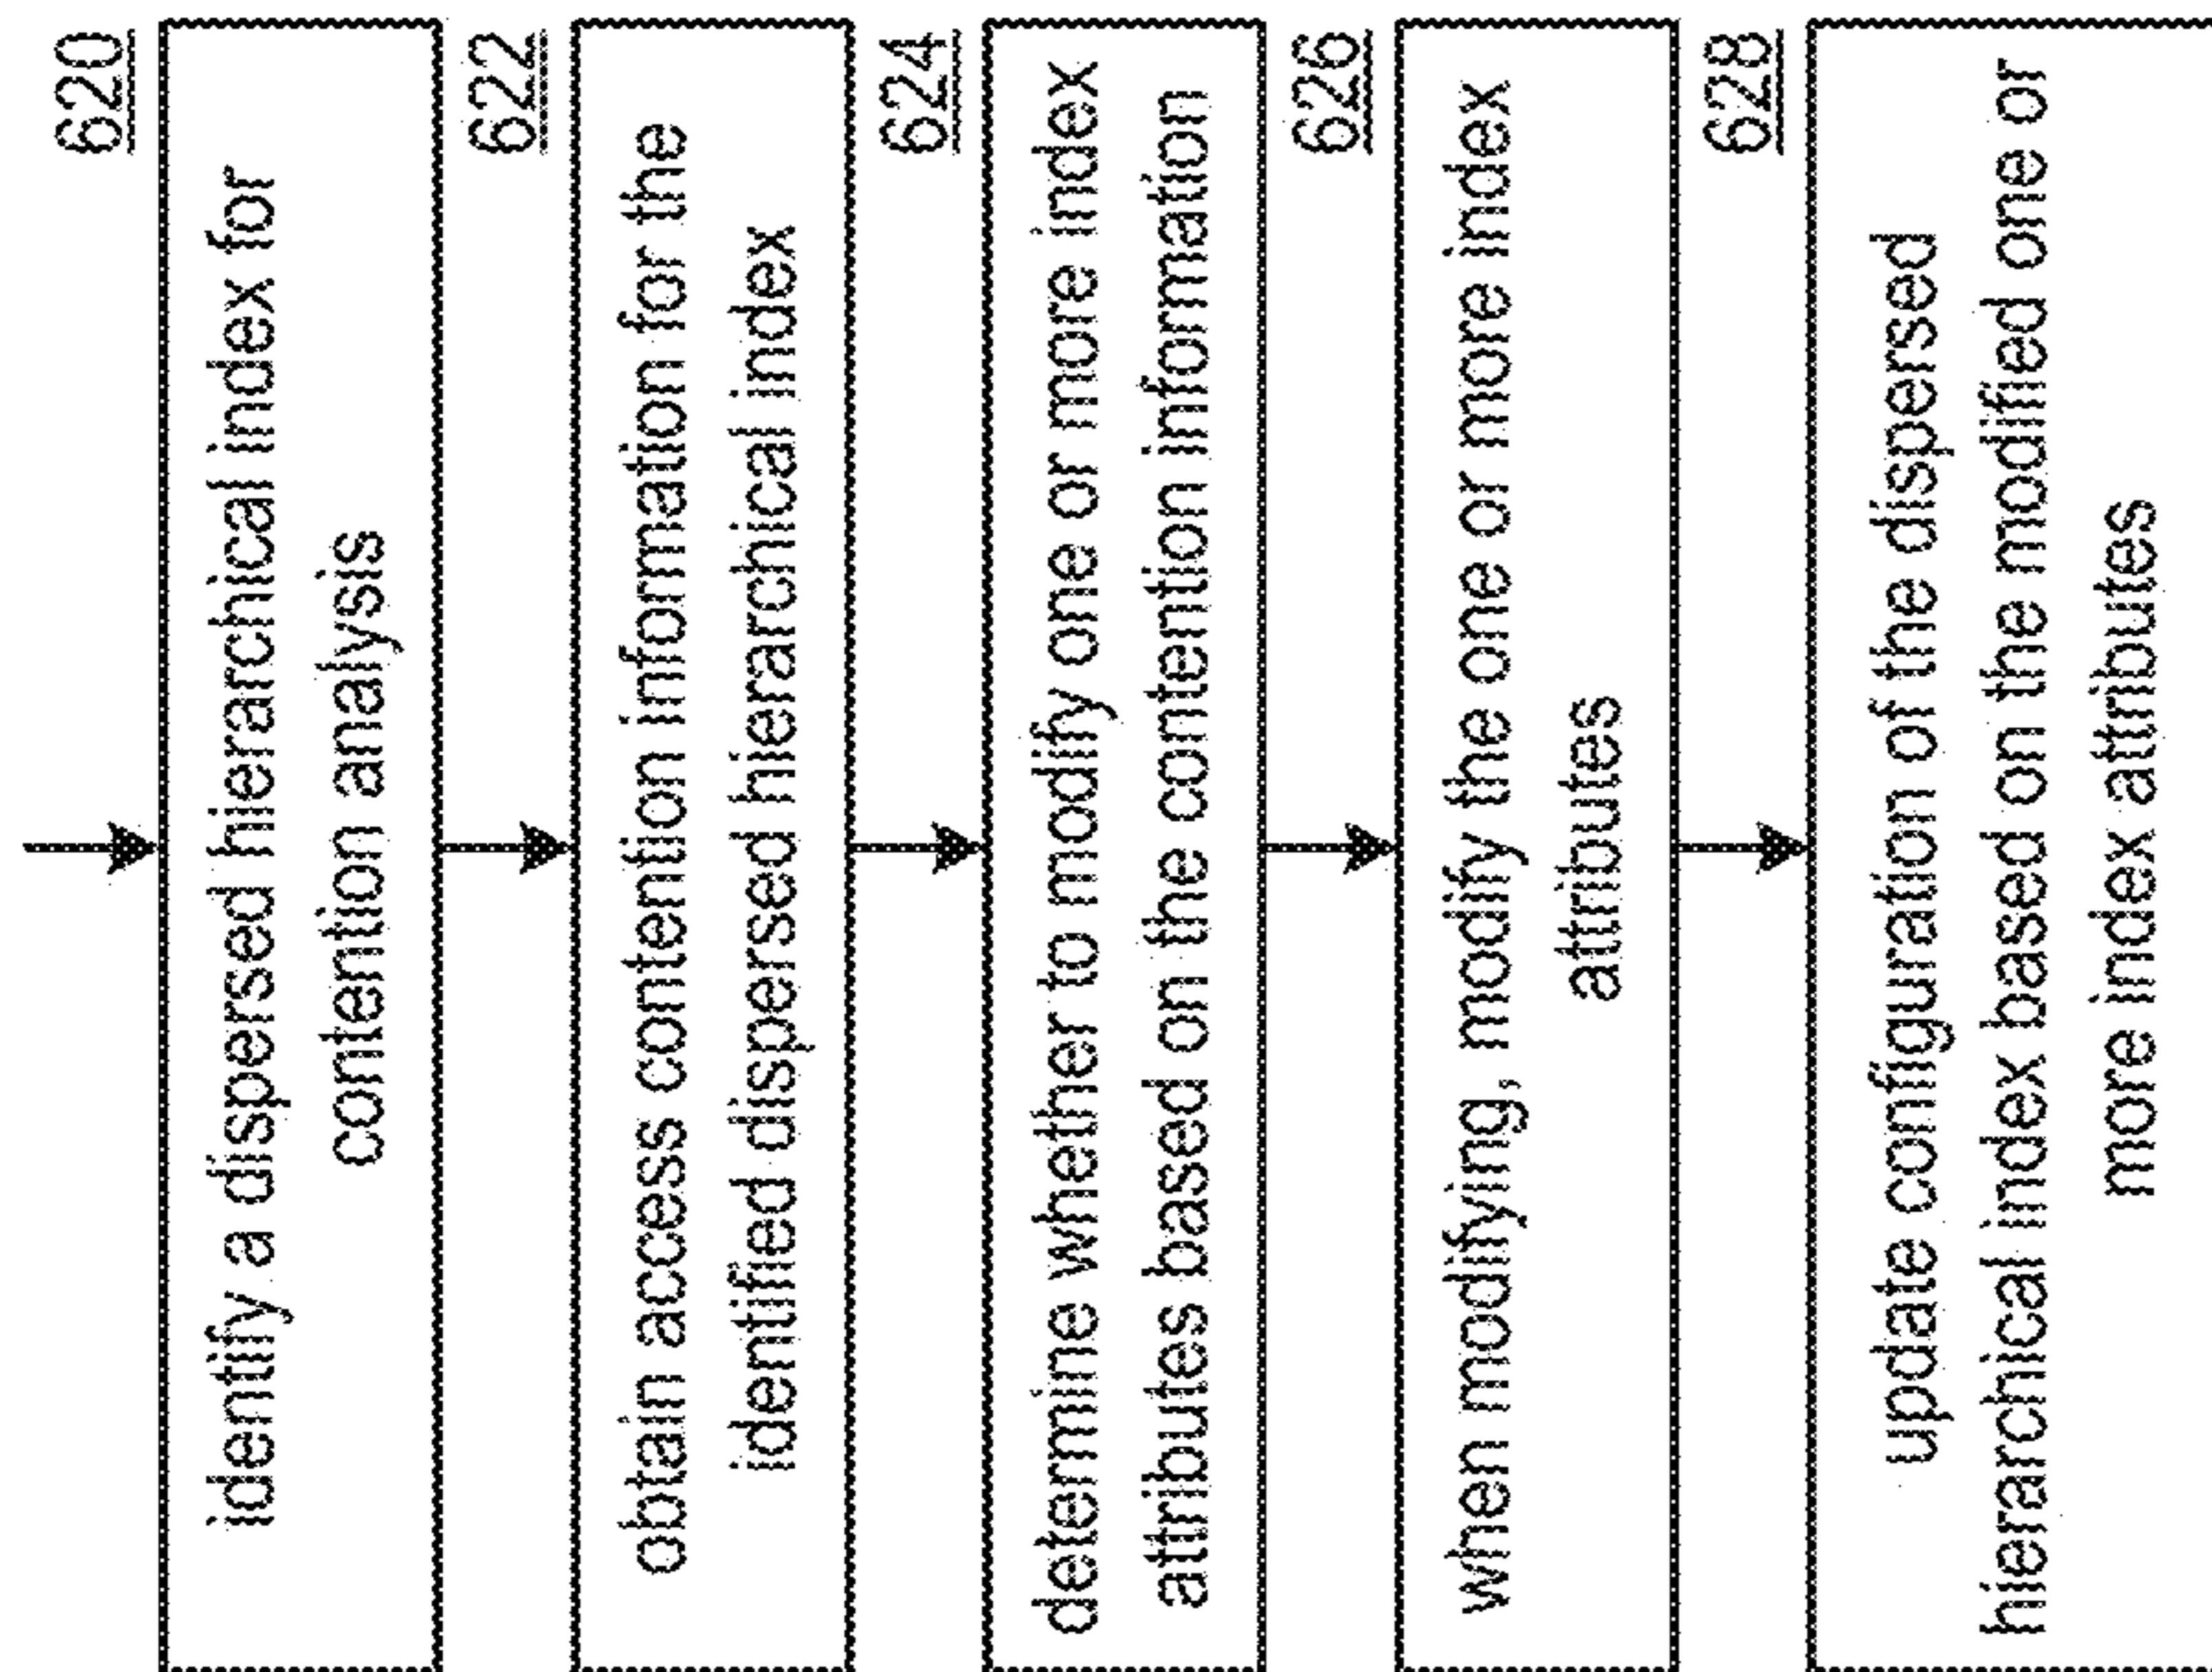 620
identify a dispersed hierarchical index for
contention analysis
622
obtain access contention information for the
identified dispersed hierarchical index
624
determine whether to modify one or more index
attributes based on the contention information
626
when modifying, modify the one or more index
attributes
628
update configuration of the dispersed
hierarchical index based on the modified one or
more index attributes